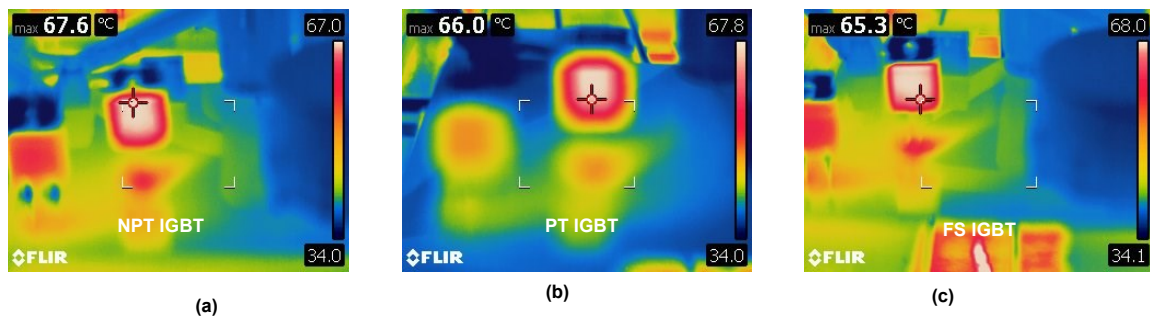 max 67.6 °C 67.0
NPT IGBT
FLIR 34.0
(a)
max 66.0 °C 67.8
PT IGBT
FLIR 34.0
(b)
max 65.3 °C 68.0
FS IGBT
FLIR 34.1
(c)